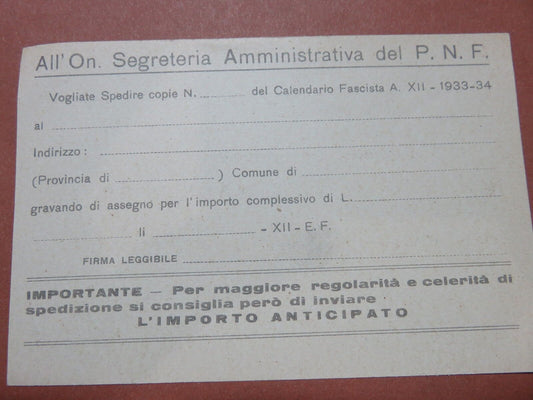 All' On. Segreteria Amministrativa del P. N. F.
Vogliate Spedire copie N. ............ del Calendario Fascista A. XII - 1933-34
al ............
Indirizzo : ............
(Provincia di ............ ) Comune di ............
gravando di assegno per l'importo complessivo di L. ............
............ li ............ - XII - E. F.
FIRMA LEGGIBILE ............
IMPORTANTE — Per maggiore regolarità e celerità di
spedizione si consiglia però di inviare
L'IMPORTO ANTICIPATO